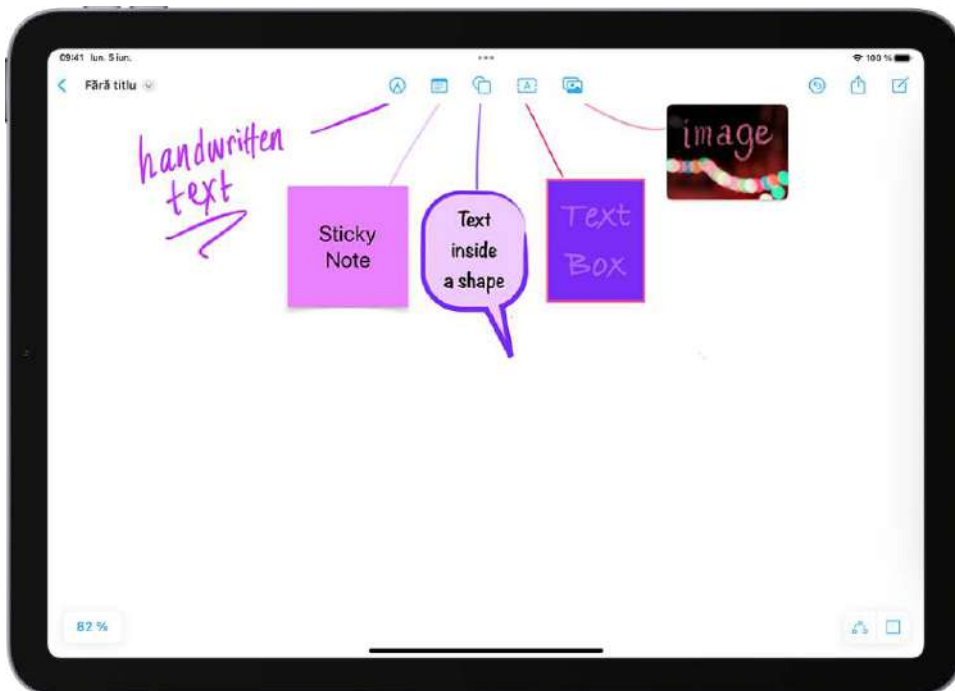 09:41 lun. 5 iun.
100 %
Fără titlu
handwritten
text
Sticky
Note
Text
inside
a shape
Text
Box
image
82 %